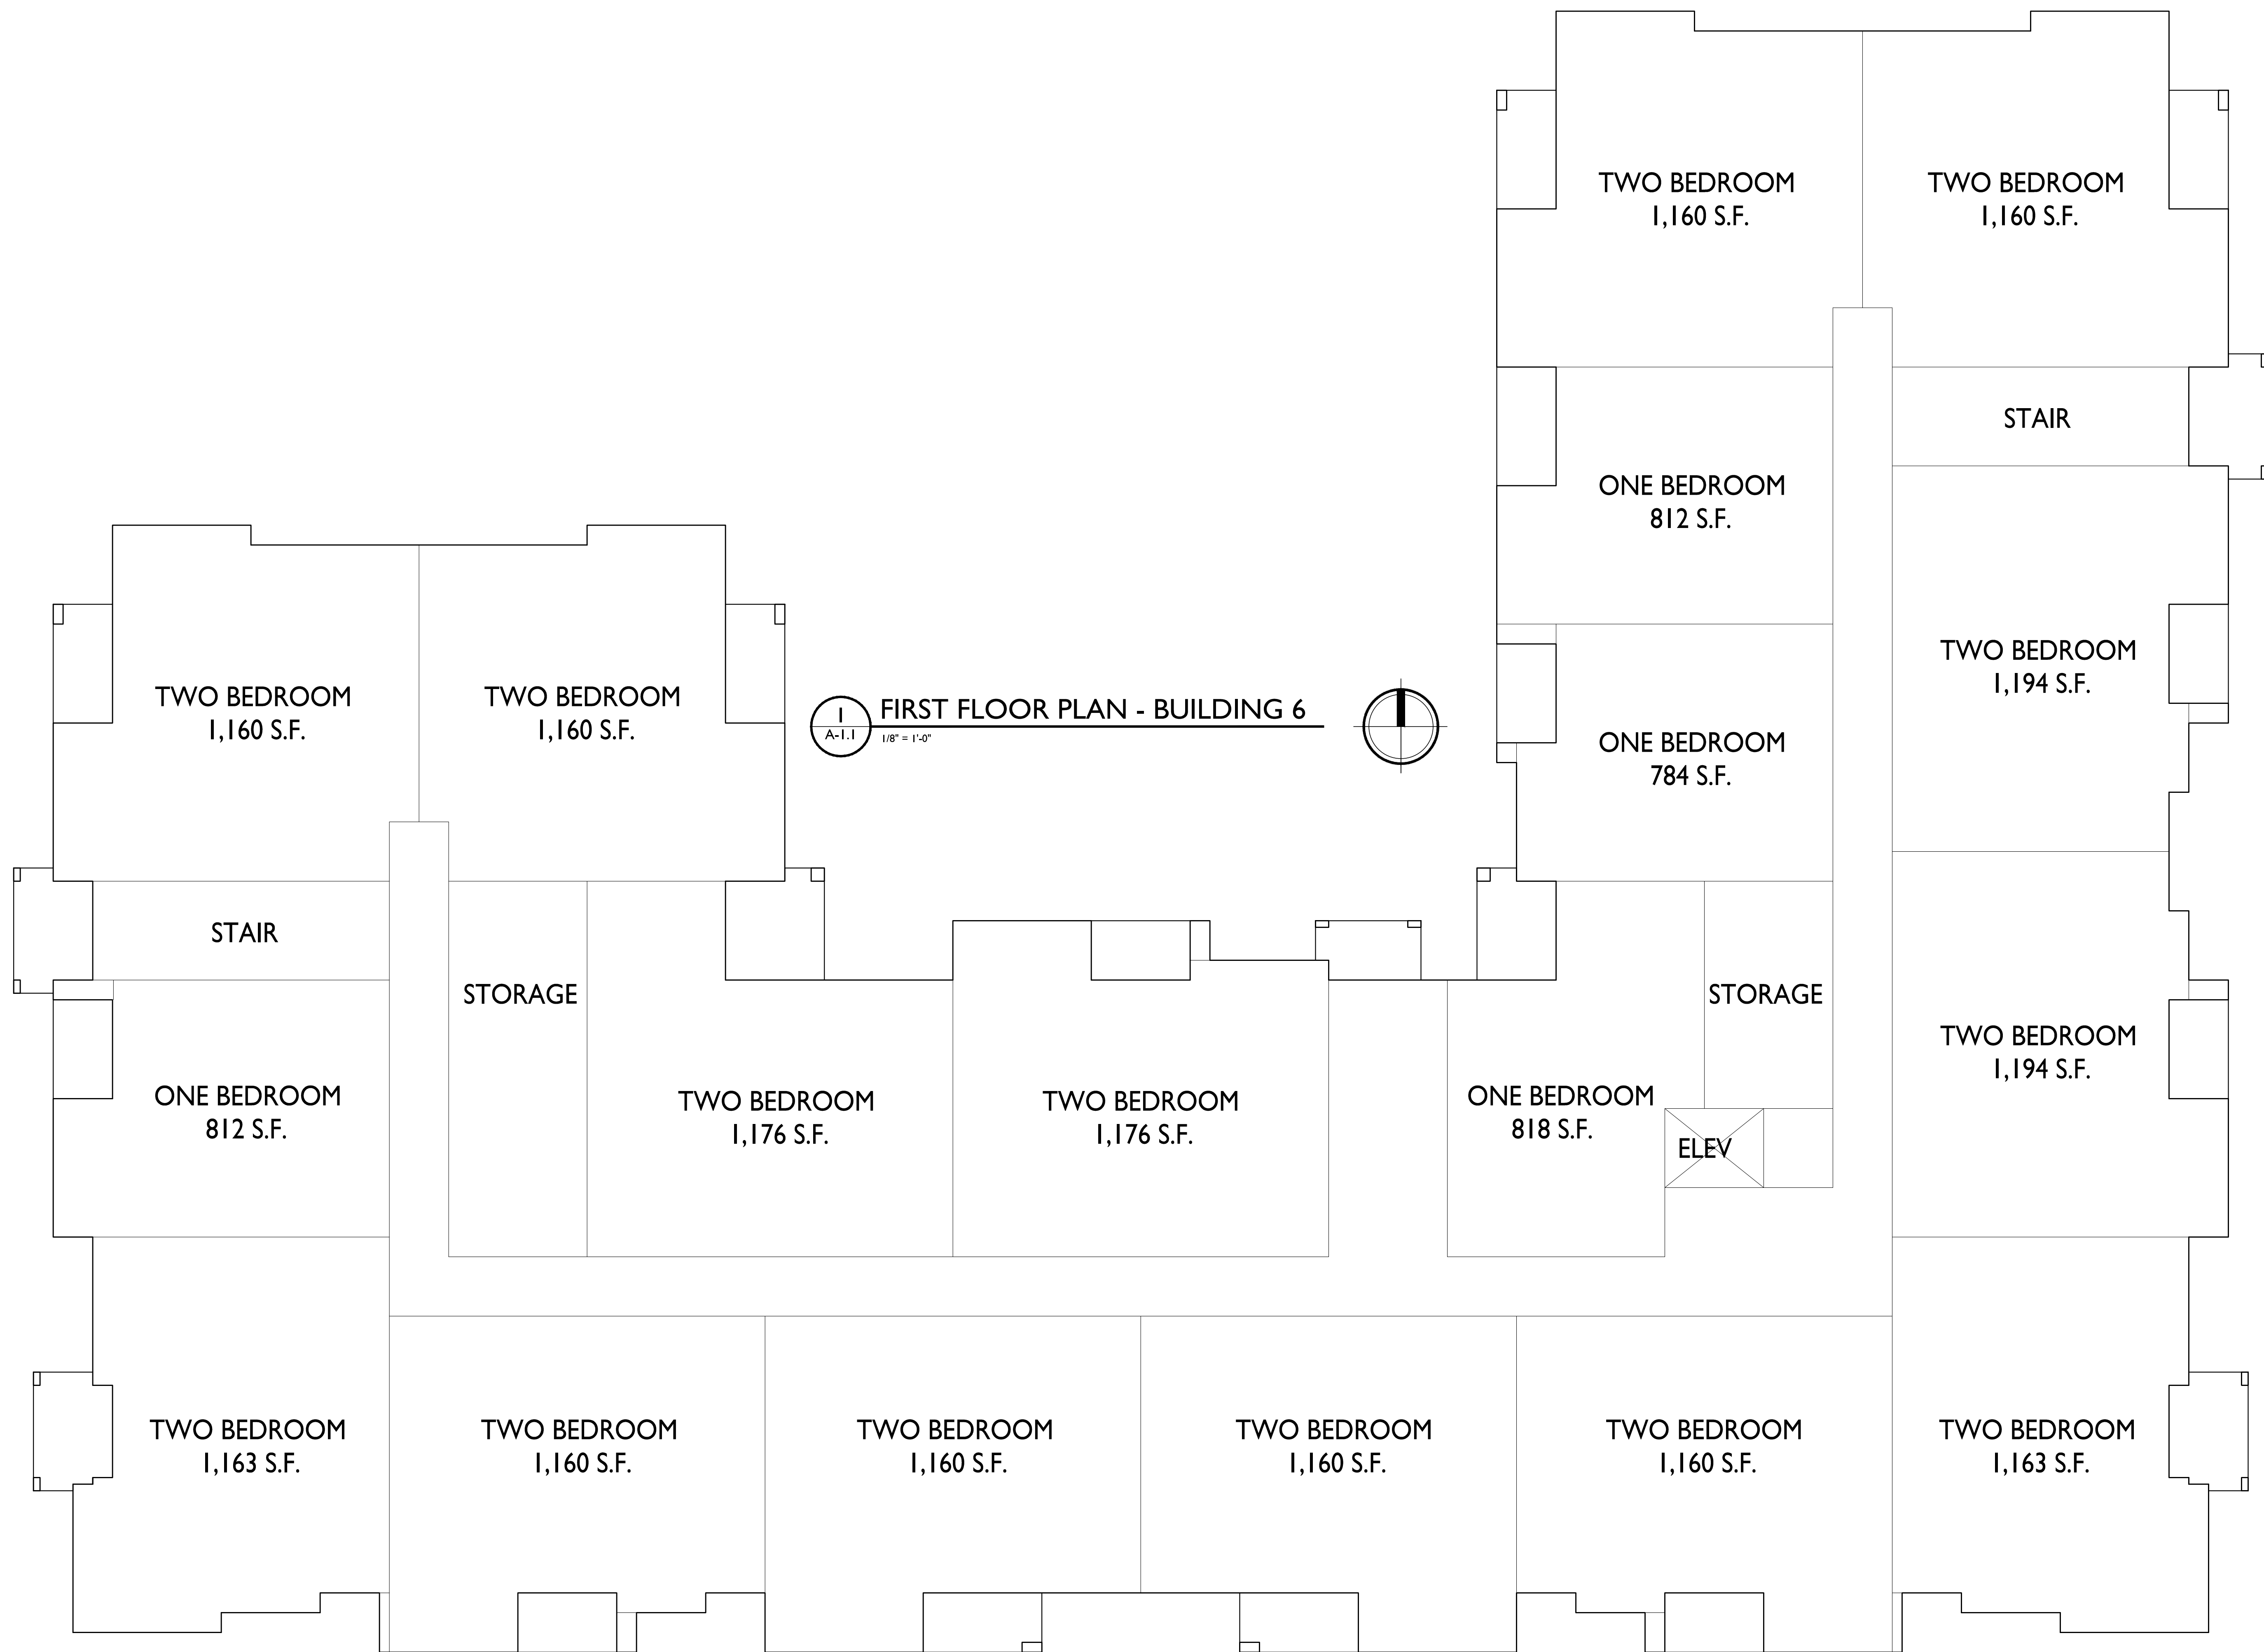 TWO BEDROOM
1,160 S.F.
TWO BEDROOM
1,160 S.F.
STAIR
ONE BEDROOM
812 S.F.
TWO BEDROOM
1,194 S.F.
TWO BEDROOM
1,160 S.F.
TWO BEDROOM
1,160 S.F.
1
A-1.1
FIRST FLOOR PLAN - BUILDING 6
1/8" = 1'-0"
ONE BEDROOM
784 S.F.
STAIR
STORAGE
STORAGE
TWO BEDROOM
1,194 S.F.
ONE BEDROOM
812 S.F.
TWO BEDROOM
1,176 S.F.
TWO BEDROOM
1,176 S.F.
ONE BEDROOM
818 S.F.
ELEV
TWO BEDROOM
1,163 S.F.
TWO BEDROOM
1,160 S.F.
TWO BEDROOM
1,160 S.F.
TWO BEDROOM
1,160 S.F.
TWO BEDROOM
1,160 S.F.
TWO BEDROOM
1,163 S.F.